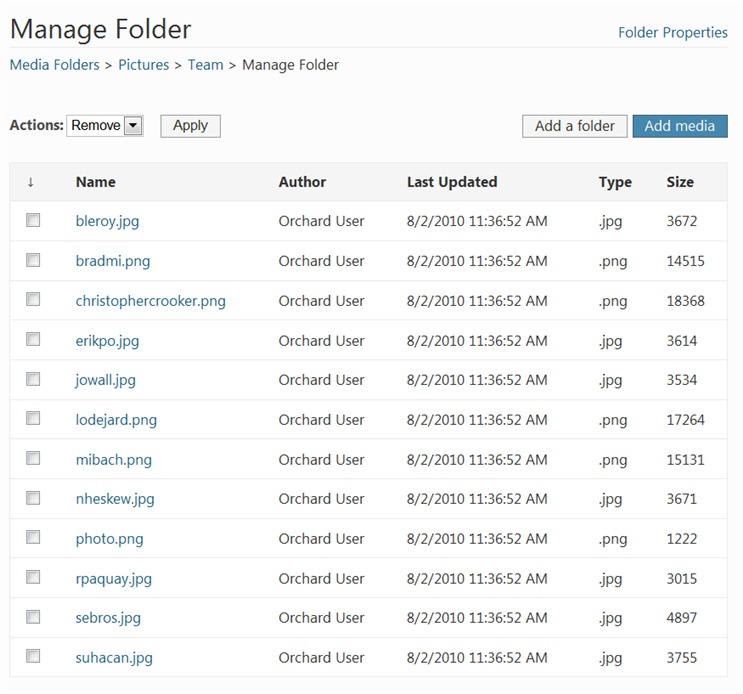 Manage Folder
Folder Properties
Media Folders > Pictures > Team > Manage Folder
Actions: Remove Apply Add a folder Add media
↓ Name Author Last Updated Type Size
bleroy.jpg Orchard User 8/2/2010 11:36:52 AM .jpg 3672
bradmi.png Orchard User 8/2/2010 11:36:52 AM .png 14515
christophercrooker.png Orchard User 8/2/2010 11:36:52 AM .png 18368
erikpo.jpg Orchard User 8/2/2010 11:36:52 AM .jpg 3614
jowall.jpg Orchard User 8/2/2010 11:36:52 AM .jpg 3534
lodejard.png Orchard User 8/2/2010 11:36:52 AM .png 17264
mibach.png Orchard User 8/2/2010 11:36:52 AM .png 15131
nheskew.jpg Orchard User 8/2/2010 11:36:52 AM .jpg 3671
photo.png Orchard User 8/2/2010 11:36:52 AM .png 1222
rpaquay.jpg Orchard User 8/2/2010 11:36:52 AM .jpg 3015
sebros.jpg Orchard User 8/2/2010 11:36:52 AM .jpg 4897
suhacan.jpg Orchard User 8/2/2010 11:36:52 AM .jpg 3755